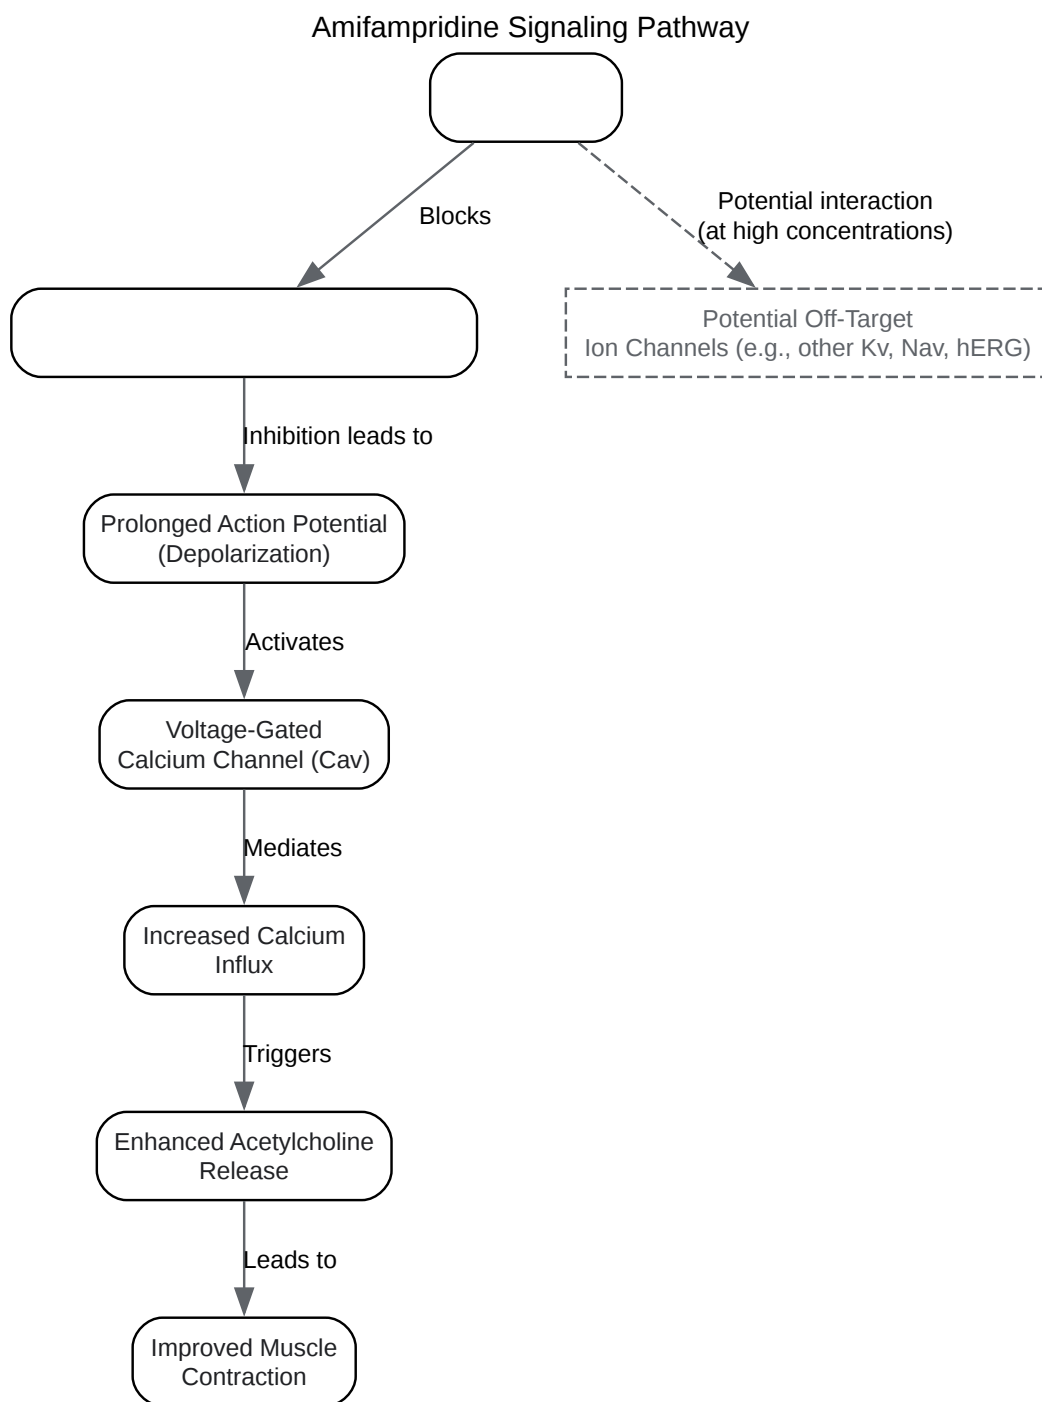 Amifampridine Signaling Pathway
Blocks
Potential interaction
(at high concentrations)
Potential Off-Target
Ion Channels (e.g., other Kv, Nav, hERG)
Inhibition leads to
Prolonged Action Potential
(Depolarization)
Activates
Voltage-Gated
Calcium Channel (Cav)
Mediates
Increased Calcium
Influx
Triggers
Enhanced Acetylcholine
Release
Leads to
Improved Muscle
Contraction